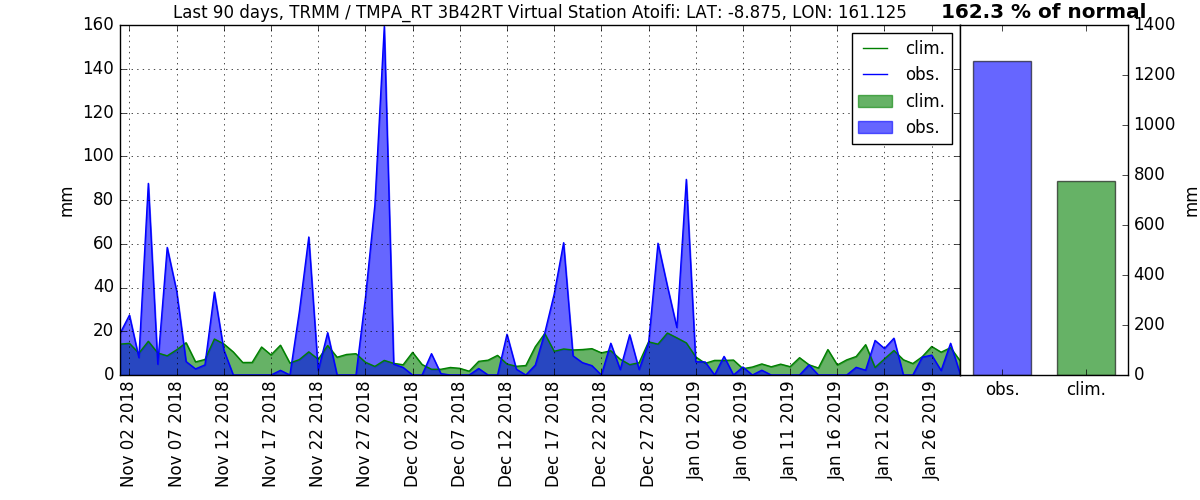 Last 90 days, TRMM / TMPA_RT 3B42RT Virtual Station Atoifi: LAT: -8.875, LON: 161.125
162.3 % of normal
160
140
120
100
80
60
40
20
0
mm
clim.
obs.
clim.
obs.
1400
1200
1000
800
600
400
200
0
mm
obs.
clim.
Nov 02 2018
Nov 07 2018
Nov 12 2018
Nov 17 2018
Nov 22 2018
Nov 27 2018
Dec 02 2018
Dec 07 2018
Dec 12 2018
Dec 17 2018
Dec 22 2018
Dec 27 2018
Jan 01 2019
Jan 06 2019
Jan 11 2019
Jan 16 2019
Jan 21 2019
Jan 26 2019